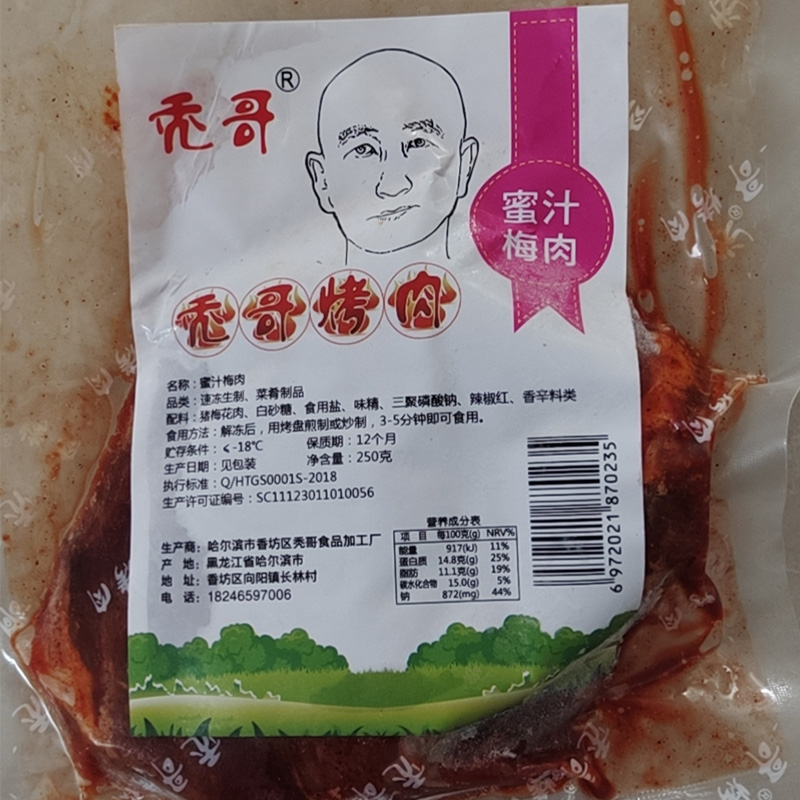 秃哥®
蜜汁
梅肉
秃哥烤肉
名称：蜜汁梅肉
品类：速冻生制、菜肴制品
配料：猪梅花肉、白砂糖、食用盐、味精、三聚磷酸钠、辣椒红、香辛料类
食用方法：解冻后，用烤盘煎制或炒制，3-5分钟即可食用。
贮存条件：≤-18℃ 保质期：12个月
生产日期：见包装 净含量：250克
执行标准：Q/HTGS0001S-2018
生产许可证编号：SC11123011010056
生产商：哈尔滨市香坊区秃哥食品加工厂
产 地：黑龙江省哈尔滨市
地 址：香坊区向阳镇长林村
电 话：18246597006
营养成分表
项 目 每100克(g) NRV%
能量 917(kJ) 11%
蛋白质 14.8克(g) 25%
脂肪 11.1克(g) 19%
碳水化合物 15.0(g) 5%
钠 872(mg) 44%
6 972021 870235